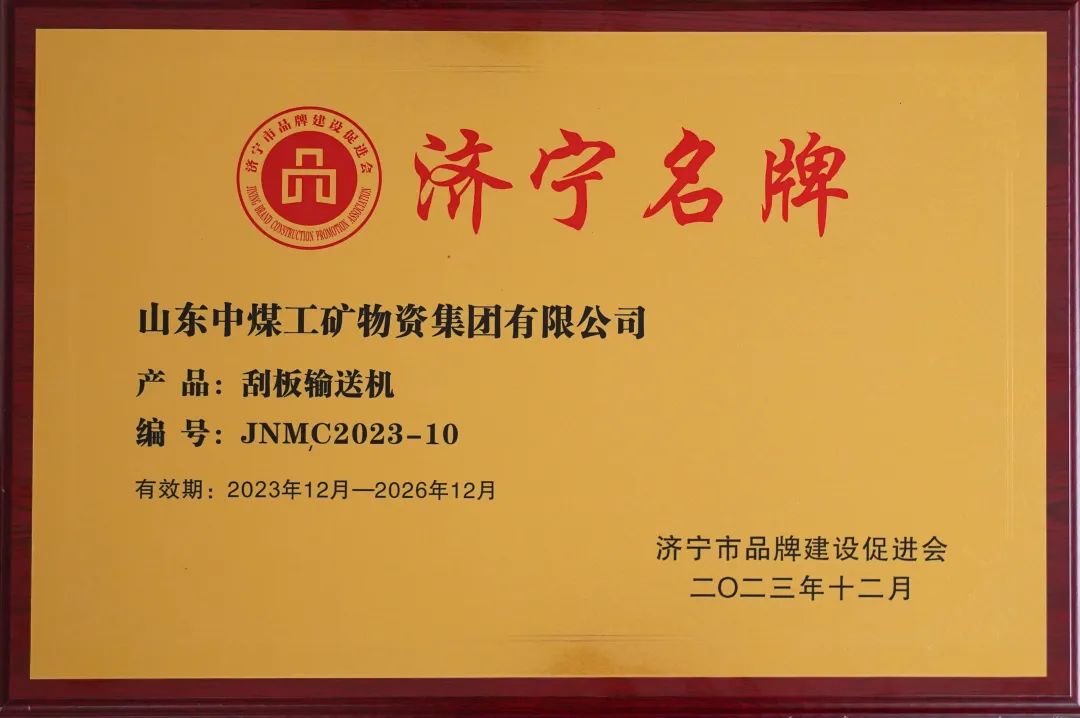 济宁市品牌建设促进会
JINING BRAND CONSTRUCTION PROMOTION ASSOCIATION
济宁名牌
山东中煤工矿物资集团有限公司
产 品：刮板输送机
编 号：JNMC2023-10
有效期：2023年12月—2026年12月
济宁市品牌建设促进会
二〇二三年十二月